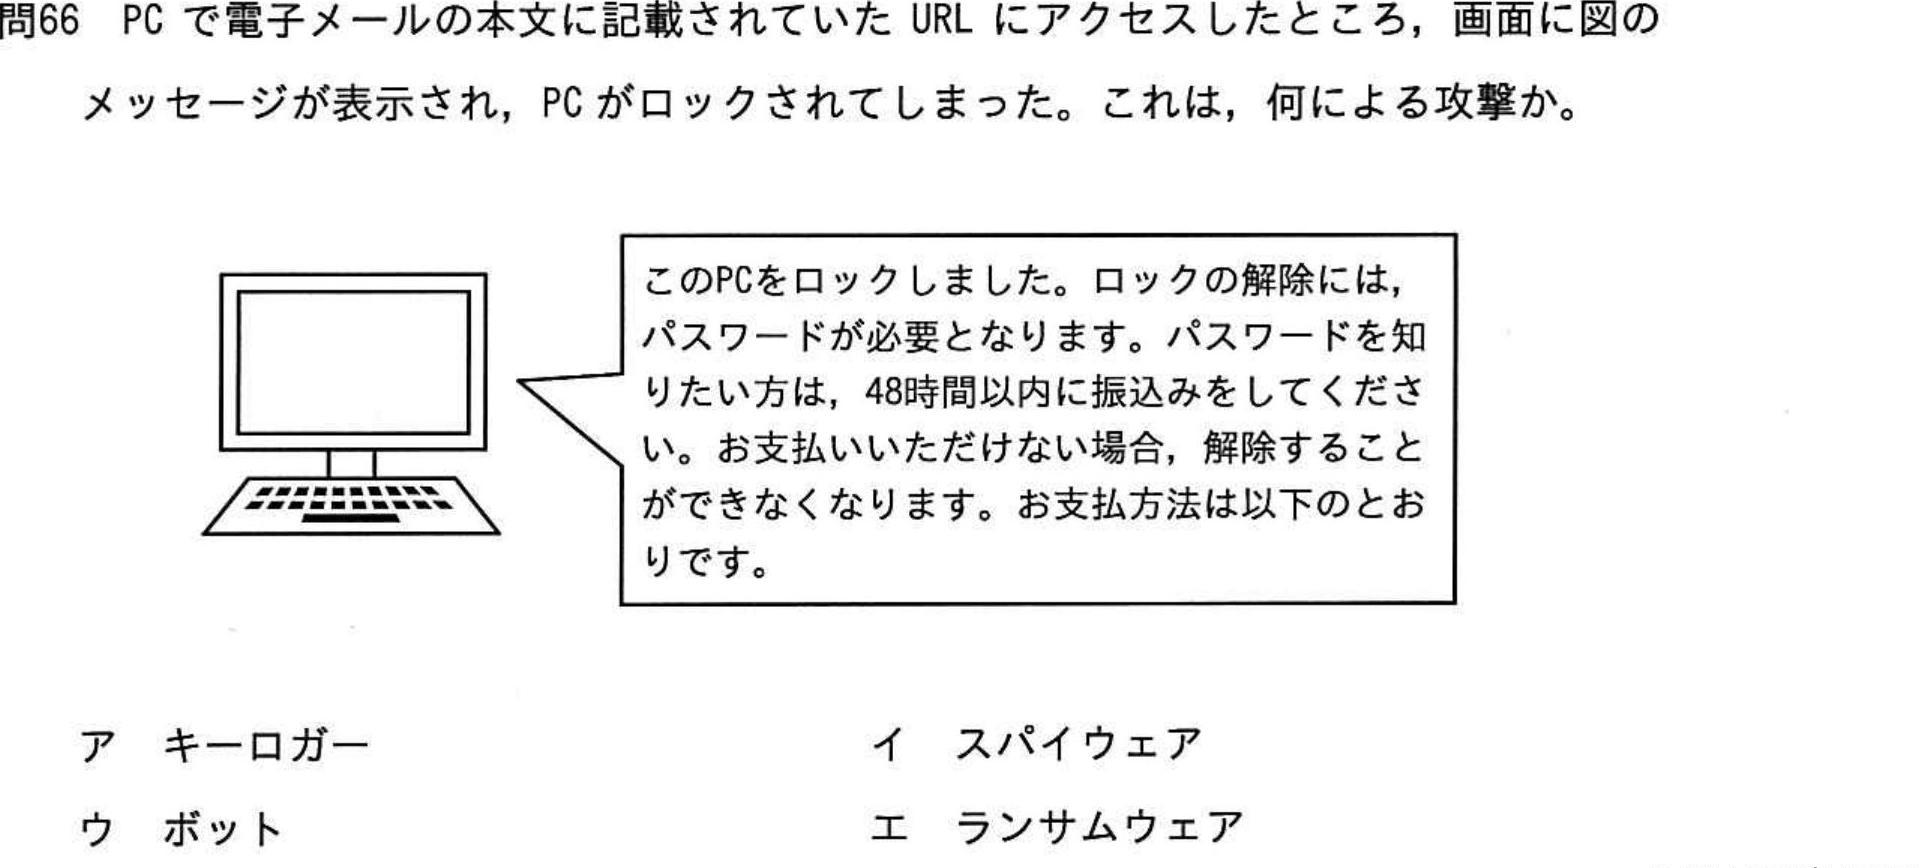 問66 PC で電子メールの本文に記載されていた URL にアクセスしたところ，画面に図の
メッセージが表示され，PC がロックされてしまった。これは，何による攻撃か。
このPCをロックしました。ロックの解除には，
パスワードが必要となります。パスワードを知
りたい方は，48時間以内に振込みをしてくださ
い。お支払いいただけない場合，解除すること
ができなくなります。お支払方法は以下のとお
りです。
ア キーロガー
イ スパイウェア
ウ ボット
エ ランサムウェア